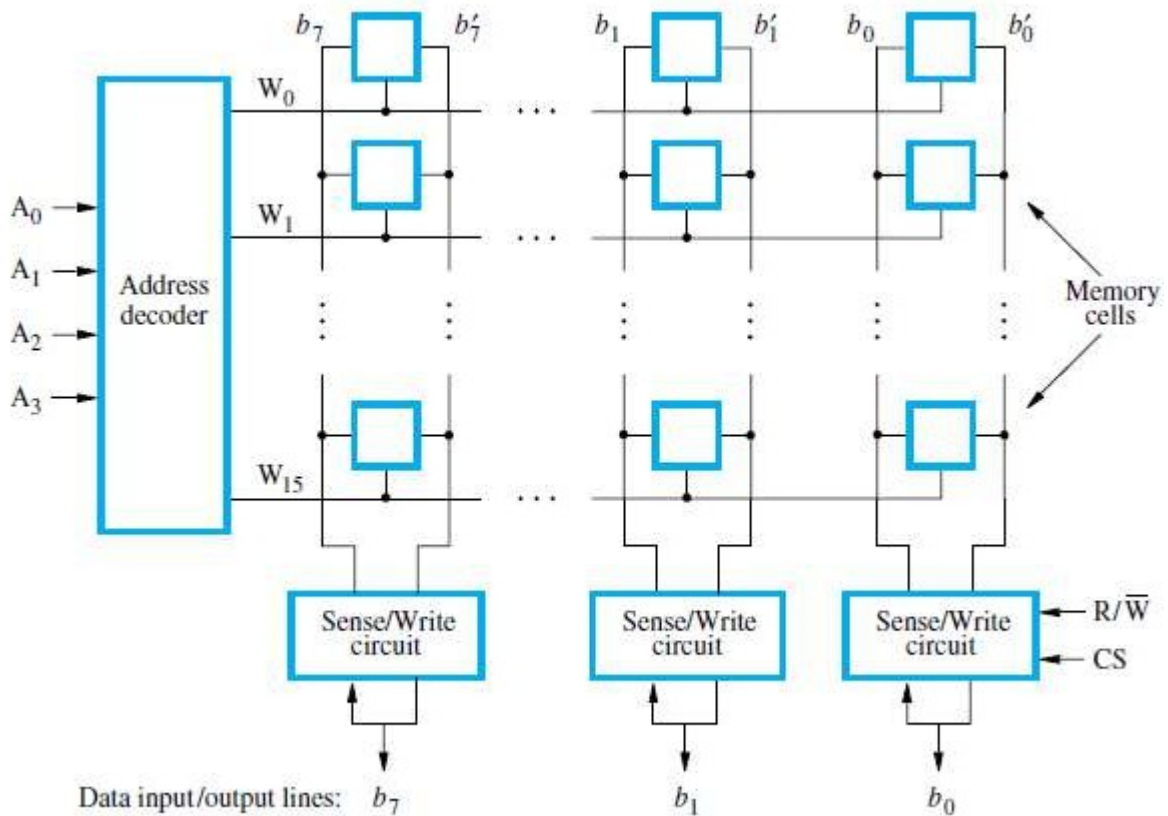 b7 b′7 b1 b′1 b0 b′0
W0 • • •
A0 W1 • • •
A1 Address
decoder
Memory
cells
A2
A3
W15 • • •
Sense/Write
circuit
Sense/Write
circuit
Sense/Write
circuit
R/W̅
CS
Data input/output lines: b7 b1 b0